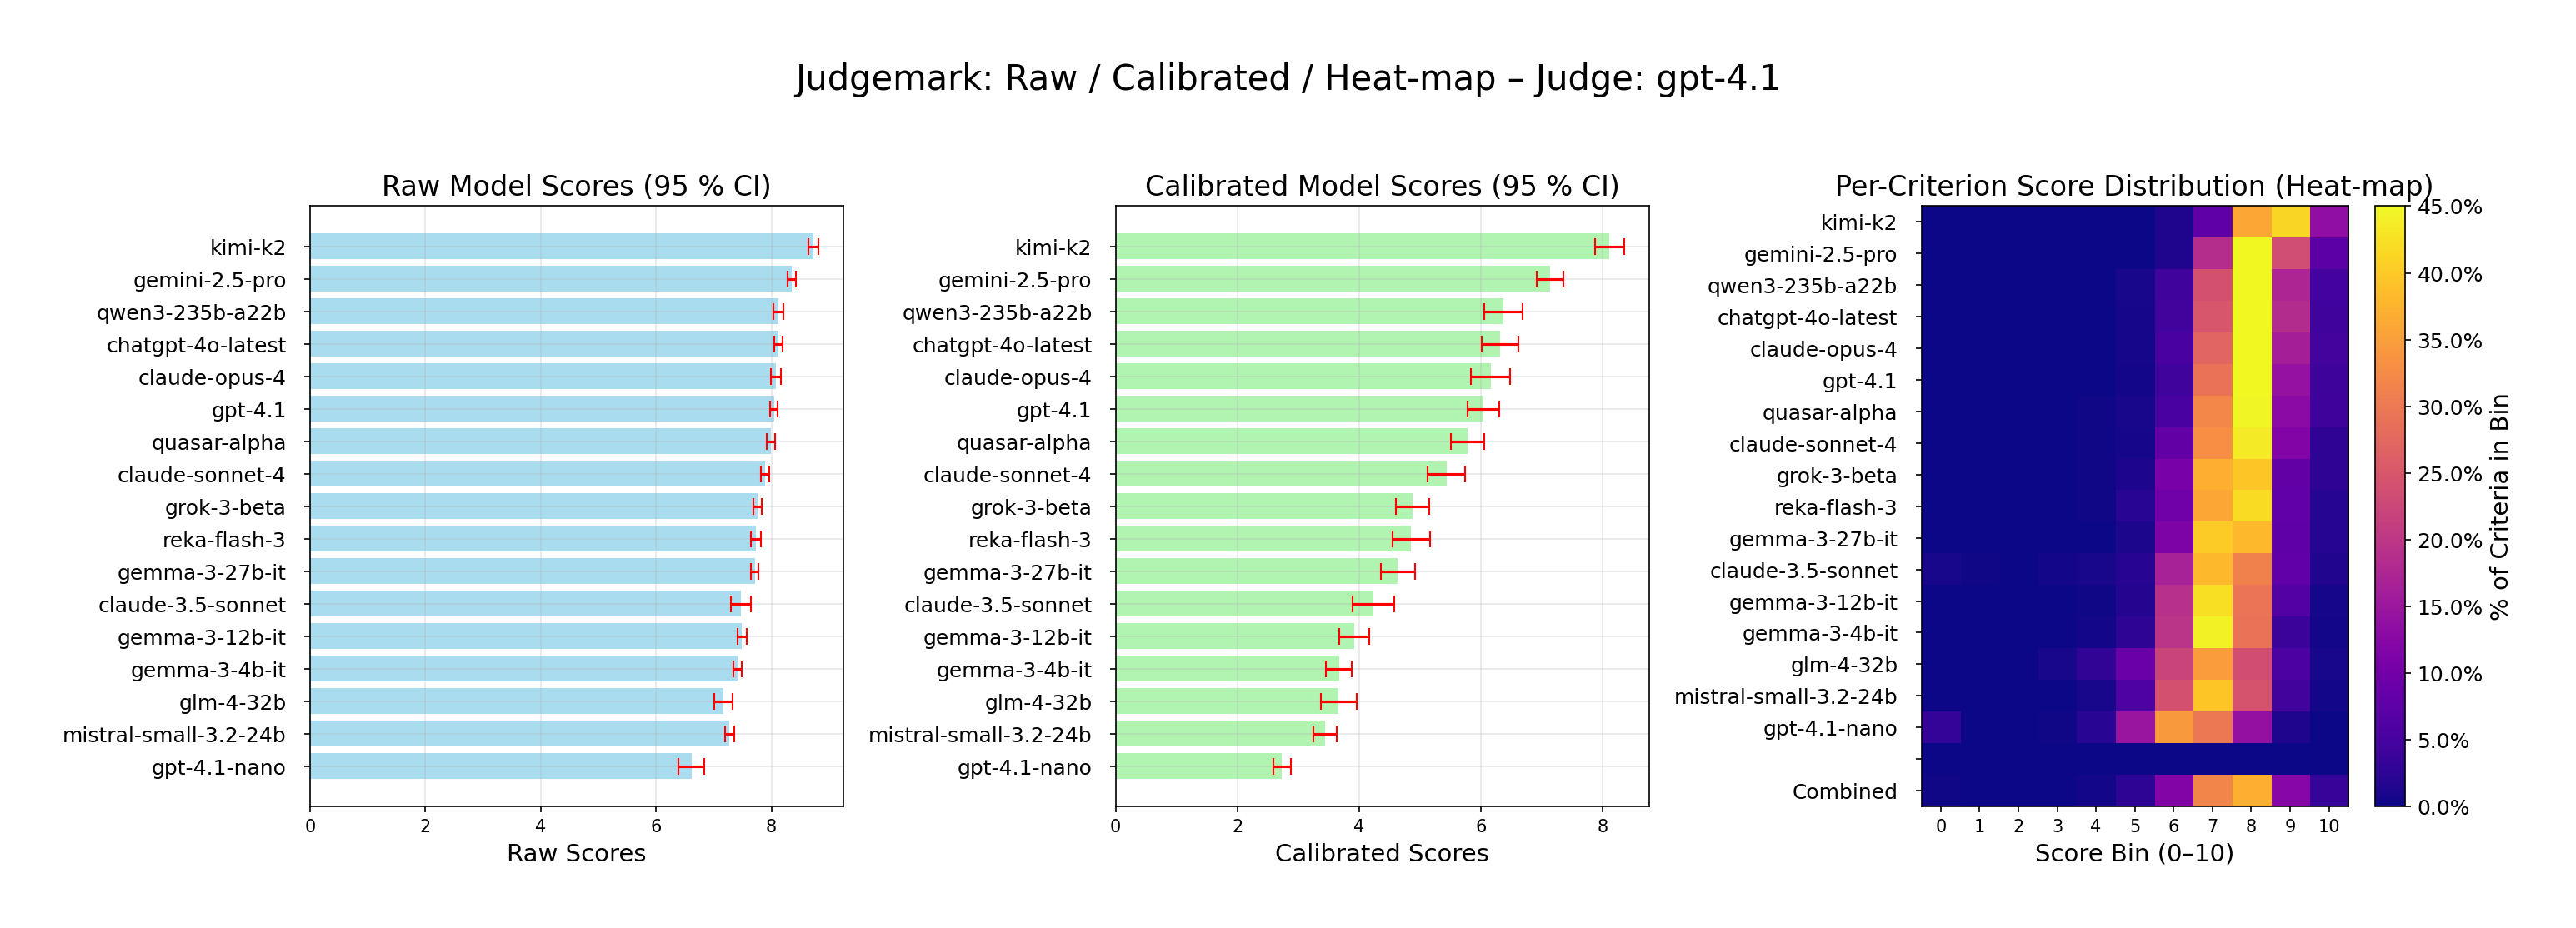 Judgemark: Raw / Calibrated / Heat-map – Judge: gpt-4.1
Raw Model Scores (95 % CI)
kimi-k2
gemini-2.5-pro
qwen3-235b-a22b
chatgpt-4o-latest
claude-opus-4
gpt-4.1
quasar-alpha
claude-sonnet-4
grok-3-beta
reka-flash-3
gemma-3-27b-it
claude-3.5-sonnet
gemma-3-12b-it
gemma-3-4b-it
glm-4-32b
mistral-small-3.2-24b
gpt-4.1-nano
0 2 4 6 8
Raw Scores
Calibrated Model Scores (95 % CI)
kimi-k2
gemini-2.5-pro
qwen3-235b-a22b
chatgpt-4o-latest
claude-opus-4
gpt-4.1
quasar-alpha
claude-sonnet-4
grok-3-beta
reka-flash-3
gemma-3-27b-it
claude-3.5-sonnet
gemma-3-12b-it
gemma-3-4b-it
glm-4-32b
mistral-small-3.2-24b
gpt-4.1-nano
0 2 4 6 8
Calibrated Scores
Per-Criterion Score Distribution (Heat-map)
kimi-k2
gemini-2.5-pro
qwen3-235b-a22b
chatgpt-4o-latest
claude-opus-4
gpt-4.1
quasar-alpha
claude-sonnet-4
grok-3-beta
reka-flash-3
gemma-3-27b-it
claude-3.5-sonnet
gemma-3-12b-it
gemma-3-4b-it
glm-4-32b
mistral-small-3.2-24b
gpt-4.1-nano
Combined
0 1 2 3 4 5 6 7 8 9 10
Score Bin (0–10)
45.0%
40.0%
35.0%
30.0%
25.0%
20.0%
15.0%
10.0%
5.0%
0.0%
% of Criteria in Bin